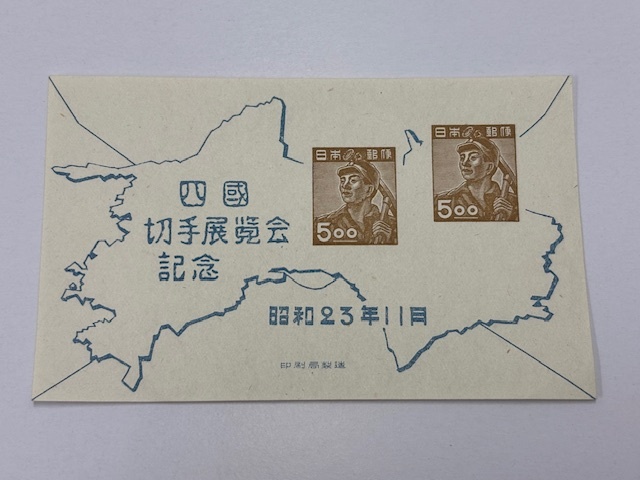 四國
切手展覧会
記念
日本郵便
5.00
日本郵便
5.00
昭和23年11月
印刷局製造